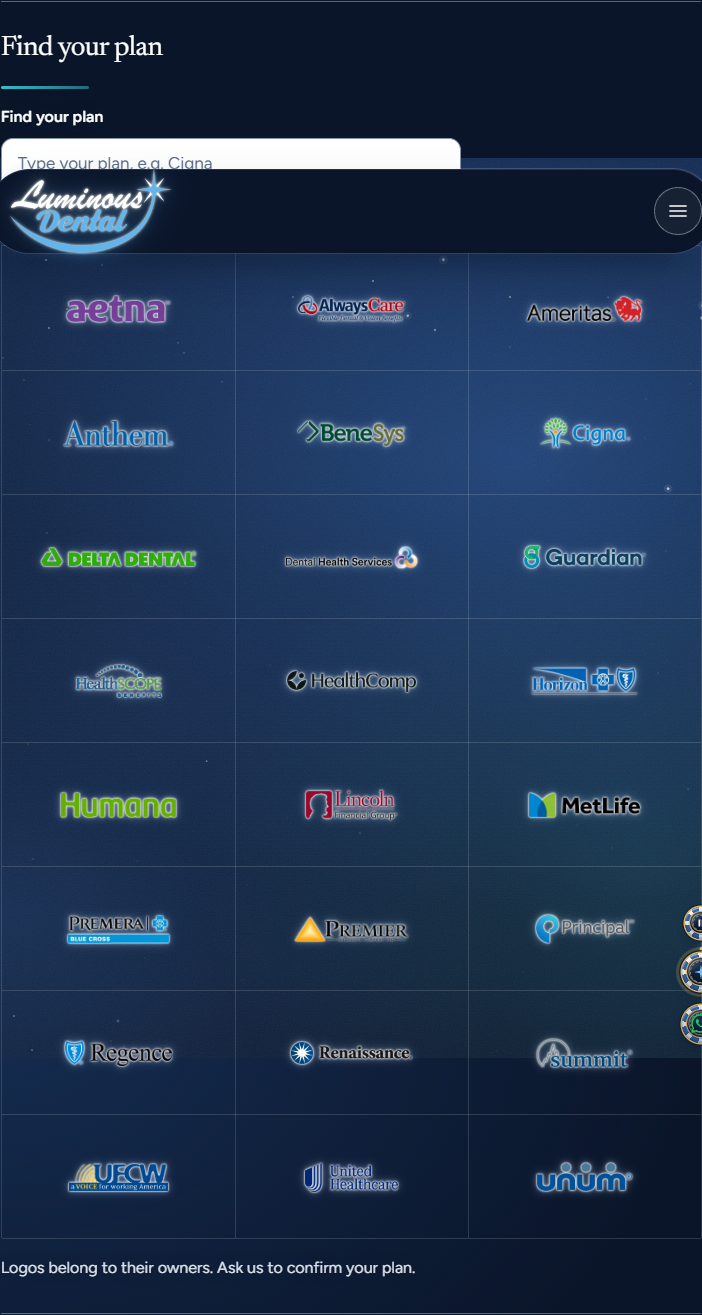 Find your plan
Find your plan
Type your plan, e.g. Cigna
Luminous
Dental
aetna
AlwaysCare
Ameritas
Anthem
BeneSys
Cigna
DELTA DENTAL
Dental Health Services
Guardian
HealthSCOPE
BENEFITS
HealthComp
Horizon
Humana
Lincoln
Financial Group
MetLife
PREMERA
BLUE CROSS
PREMIER
Principal
Regence
Renaissance
summit
UFCW
a VOICE for working America
United
Healthcare
unum
Logos belong to their owners. Ask us to confirm your plan.